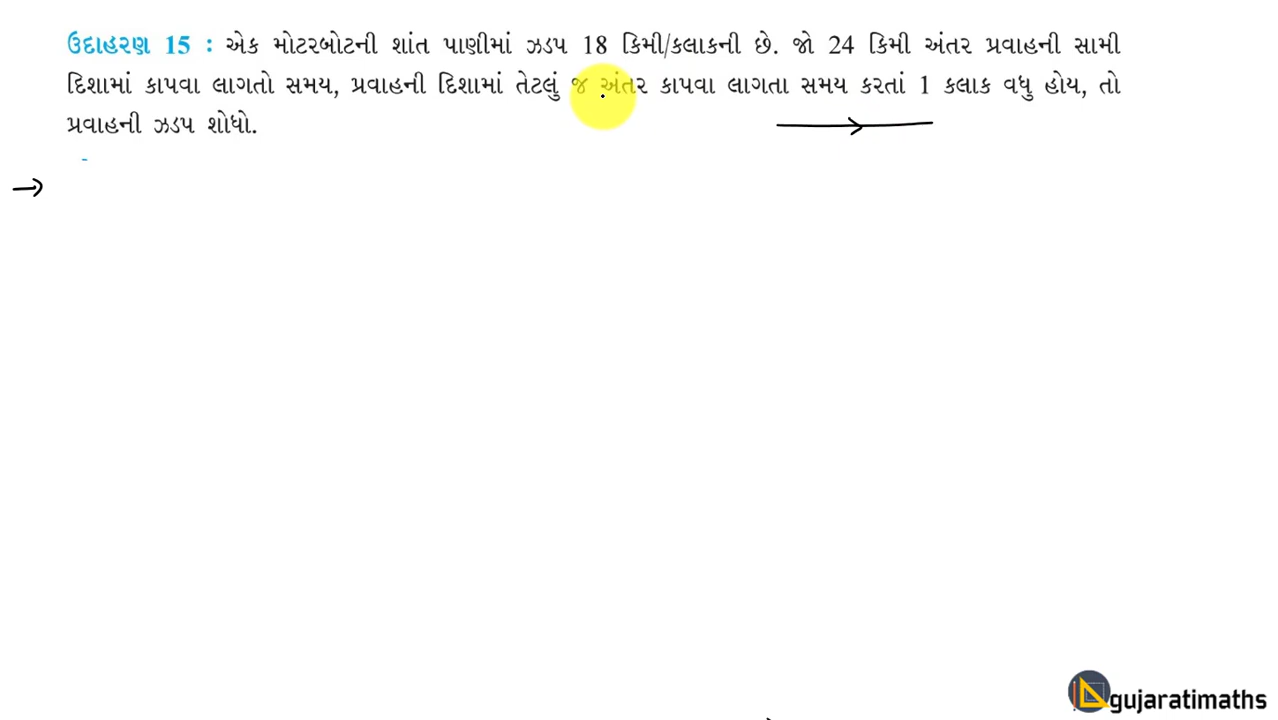 ઉદાહરણ 15 : એક મોટરબોટની શાંત પાણીમાં ઝડપ 18 કિમી/કલાકની છે. જો 24 કિમી અંતર પ્રવાહની સામી
દિશામાં કાપવા લાગતો સમય, પ્રવાહની દિશામાં તેટલું જ અંતર કાપવા લાગતા સમય કરતાં 1 કલાક વધુ હોય, તો
પ્રવાહની ઝડપ શોધો.
gujaratimaths